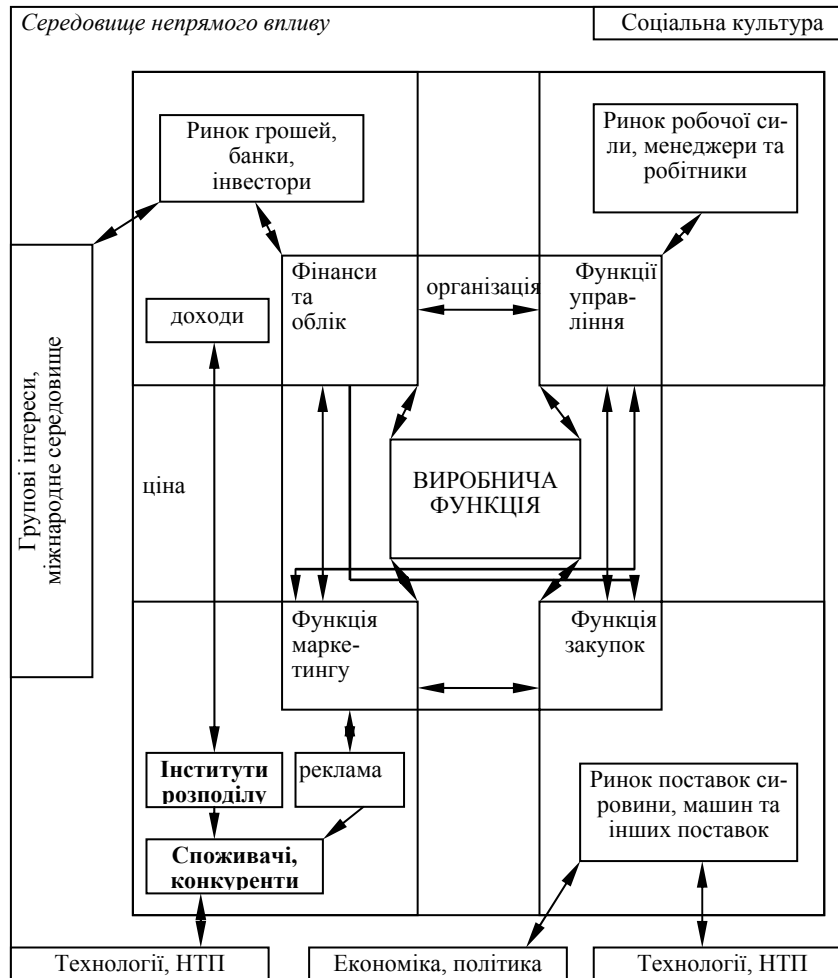 Середовище непрямого впливу
Соціальна культура
Ринок грошей,
банки,
інвестори
Ринок робочої си-
ли, менеджери та
робітники
Групові інтереси,
міжнародне середовище
Фінанси
та
облік
організація
Функції
управ-
ління
доходи
ціна
ВИРОБНИЧА
ФУНКЦІЯ
Функція
марке-
тингу
Функція
закупок
Інститути
розподілу
реклама
Ринок поставок си-
ровини, машин та
інших поставок
Споживачі,
конкуренти
Технології, НТП
Економіка, політика
Технології, НТП